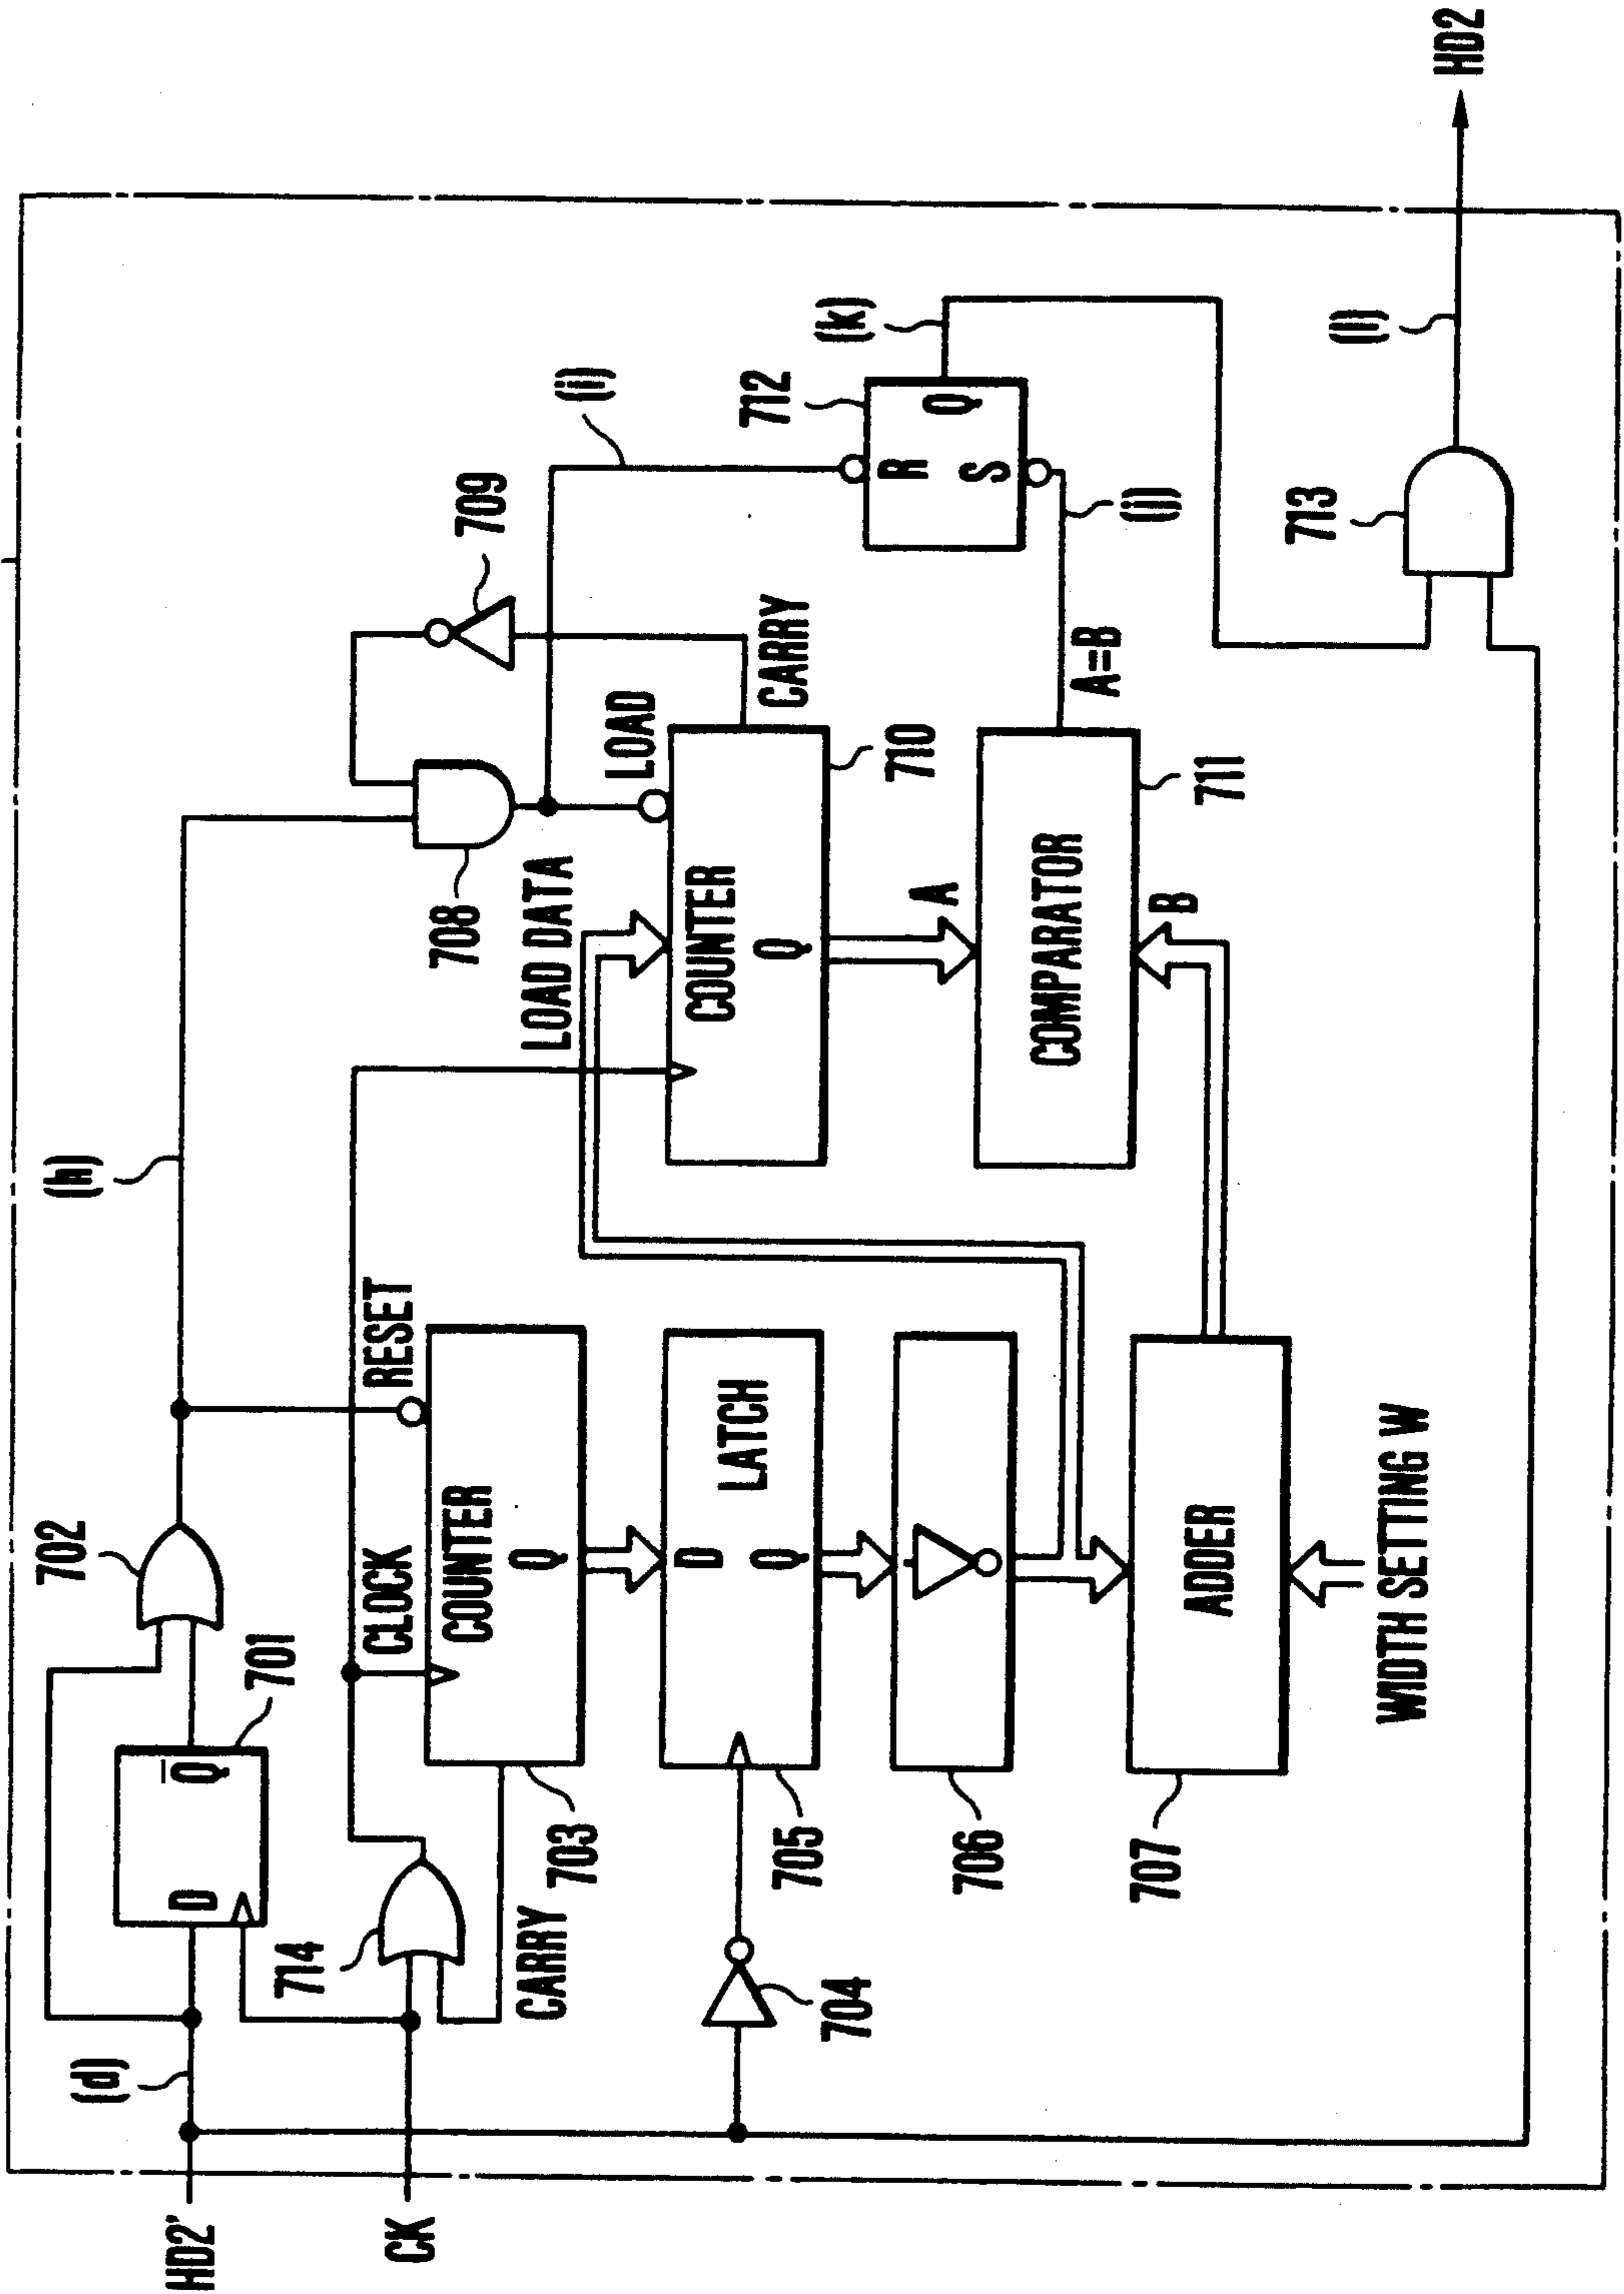 HD2'
(d)
D
Q̅
701
702
(h)
CK
714
CLOCK
RESET
CARRY
COUNTER
Q
703
704
LATCH
D
Q
705
706
ADDER
707
WIDTH SETTING W
708
709
LOAD DATA
LOAD
COUNTER
Q
CARRY
710
A
COMPARATOR
A=B
711
B
(i)
712
R
S
Q
(j)
(k)
713
(l)
HD2